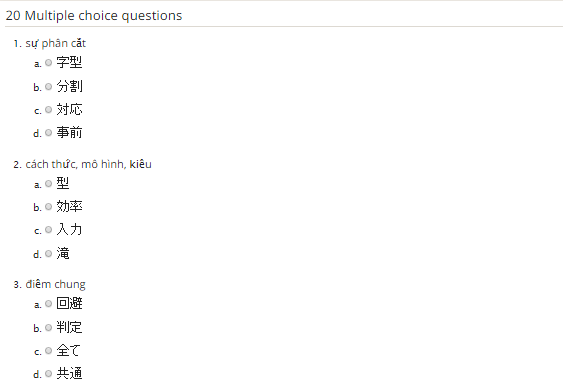 20 Multiple choice questions
1. sự phân cắt
a. 字型
b. 分割
c. 対応
d. 事前
2. cách thức, mô hình, kiểu
a. 型
b. 効率
c. 入力
d. 滝
3. điểm chung
a. 回避
b. 判定
c. 全て
d. 共通